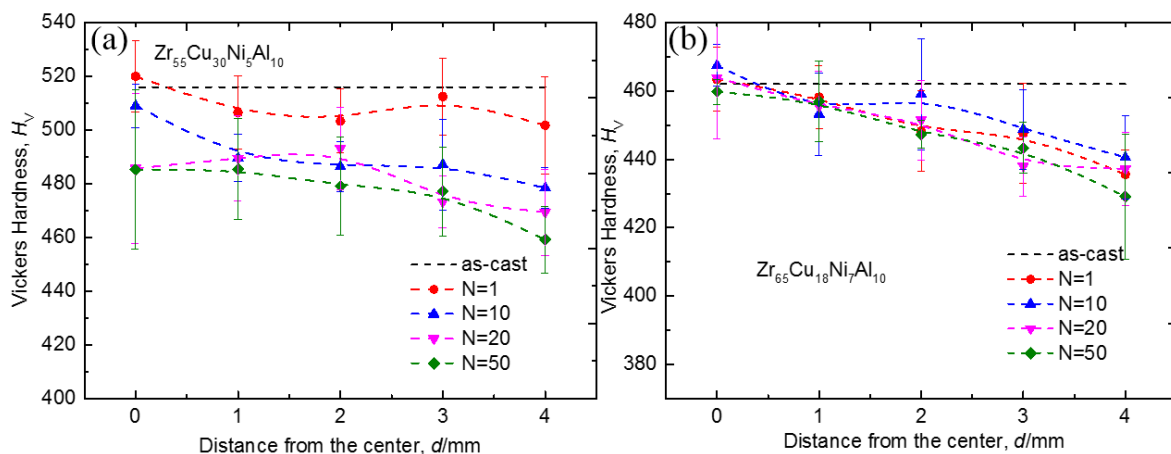 (a)
Zr55Cu30Ni5Al10
540
520
500
480
460
440
420
400
Vickers Hardness, HV
as-cast
N=1
N=10
N=20
N=50
0 1 2 3 4
Distance from the center, d/mm
(b)
480
460
440
420
400
380
Vickers Hardness, HV
Zr65Cu18Ni7Al10
as-cast
N=1
N=10
N=20
N=50
0 1 2 3 4
Distance from the center, d/mm